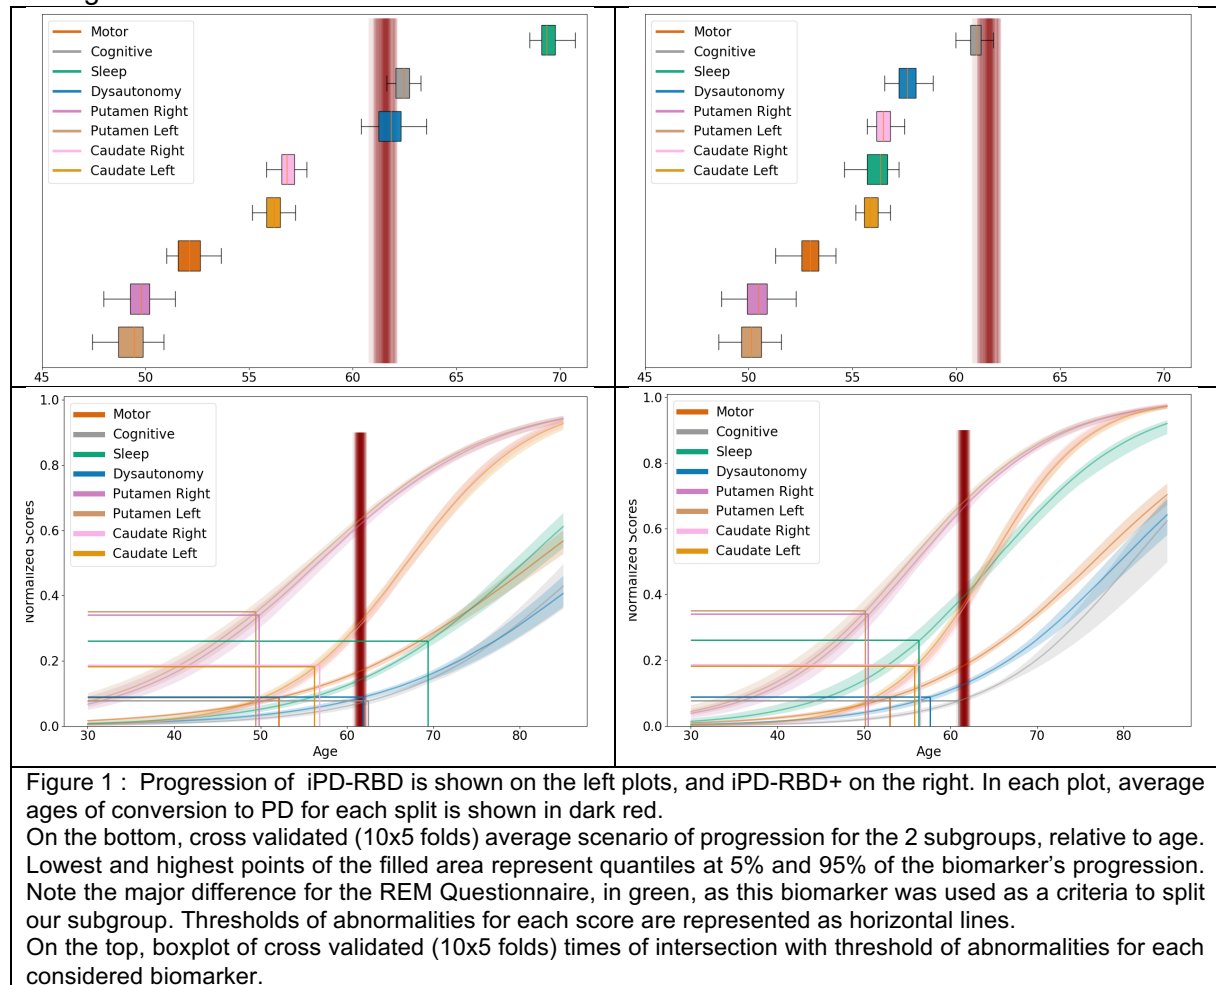 Motor
Cognitive
Sleep
Dysautonomy
Putamen Right
Putamen Left
Caudate Right
Caudate Left
45 50 55 60 65 70
Motor
Cognitive
Sleep
Dysautonomy
Putamen Right
Putamen Left
Caudate Right
Caudate Left
45 50 55 60 65 70
1.0
0.8
0.6
0.4
0.2
0.0
Normalized Scores
Motor
Cognitive
Sleep
Dysautonomy
Putamen Right
Putamen Left
Caudate Right
Caudate Left
30 40 50 60 70 80
Age
1.0
0.8
0.6
0.4
0.2
0.0
Normalized Scores
Motor
Cognitive
Sleep
Dysautonomy
Putamen Right
Putamen Left
Caudate Right
Caudate Left
30 40 50 60 70 80
Age
Figure 1 : Progression of iPD-RBD is shown on the left plots, and iPD-RBD+ on the right. In each plot, average
ages of conversion to PD for each split is shown in dark red.
On the bottom, cross validated (10x5 folds) average scenario of progression for the 2 subgroups, relative to age.
Lowest and highest points of the filled area represent quantiles at 5% and 95% of the biomarker's progression.
Note the major difference for the REM Questionnaire, in green, as this biomarker was used as a criteria to split
our subgroup. Thresholds of abnormalities for each score are represented as horizontal lines.
On the top, boxplot of cross validated (10x5 folds) times of intersection with threshold of abnormalities for each
considered biomarker.